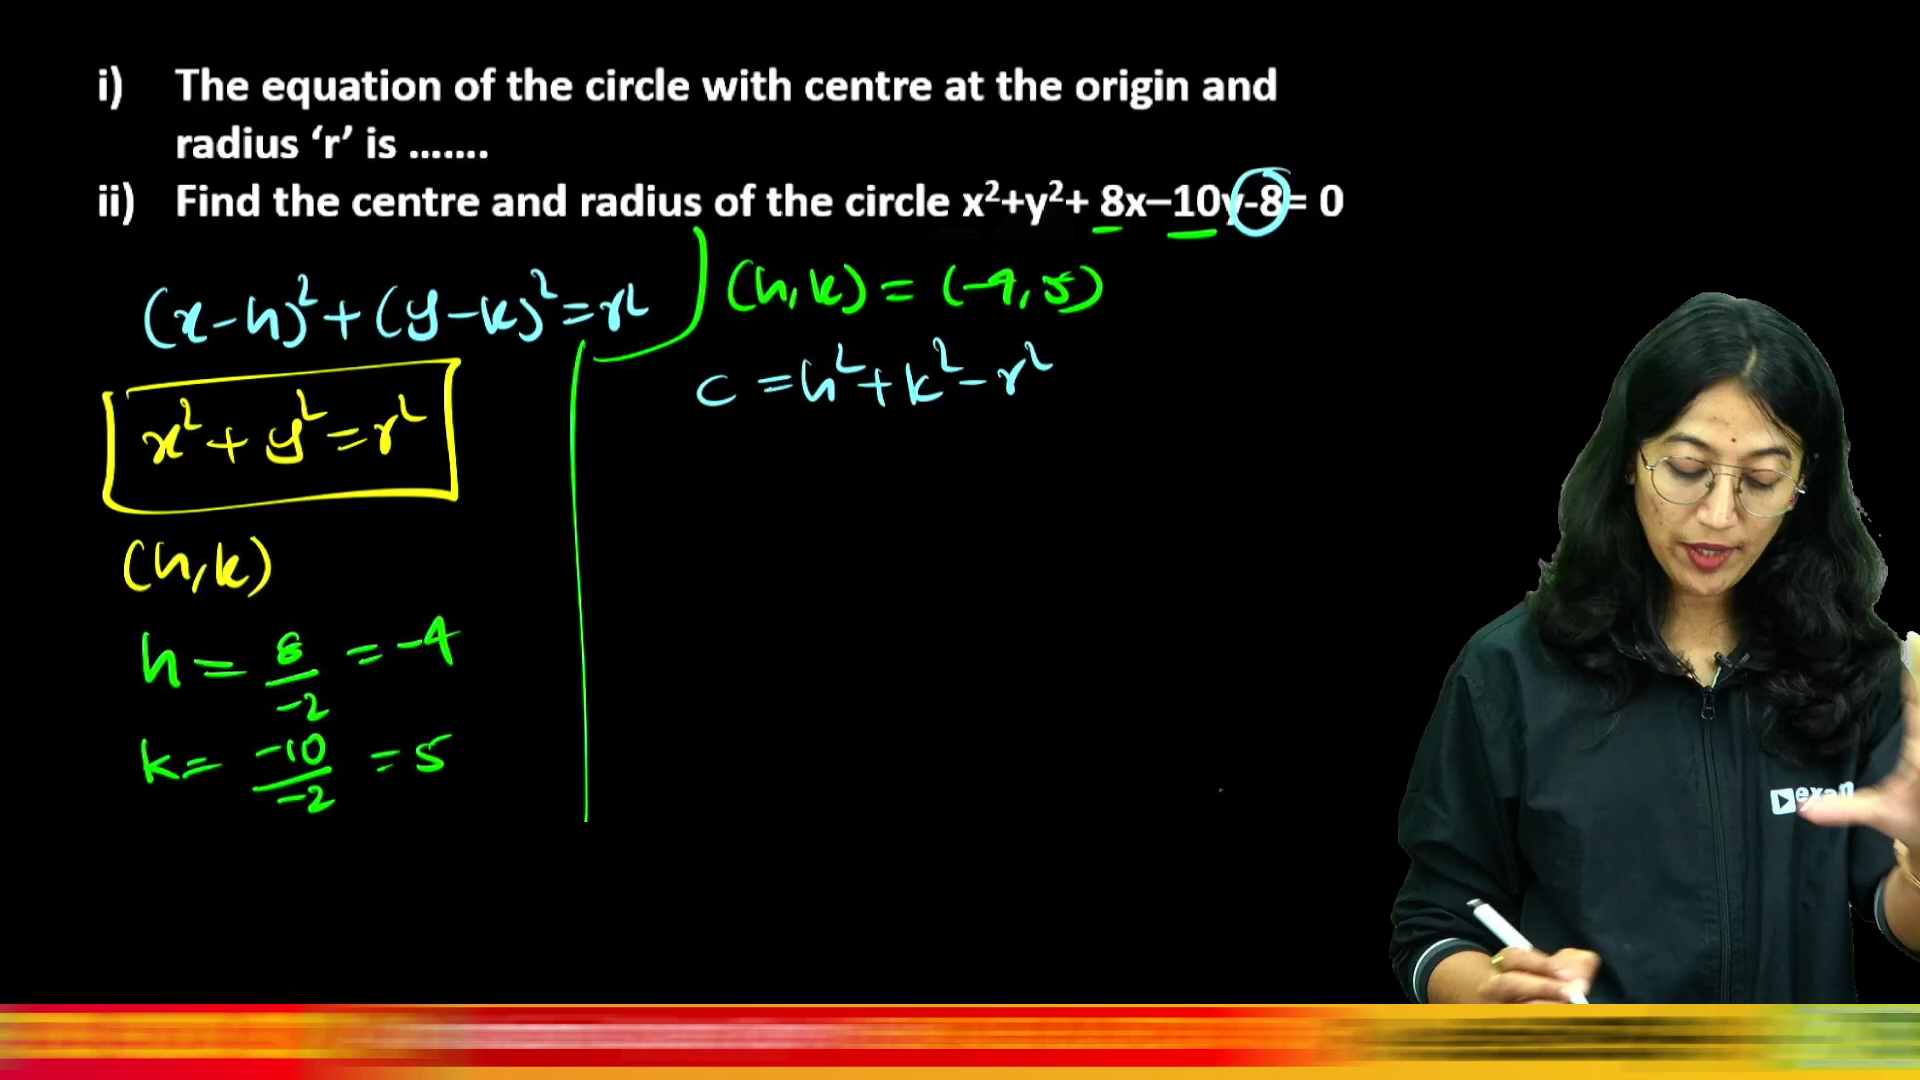 i) The equation of the circle with centre at the origin and
radius ‘r’ is …….
ii) Find the centre and radius of the circle x²+y²+ 8x–10y-8= 0
(x-h)²+(y-k)²=r²
x²+y²=r²
(h,k)
h = 8/-2 = -4
k= -10/-2 = 5
(h,k) = (-4,5)
c = h²+k²-r²
exam